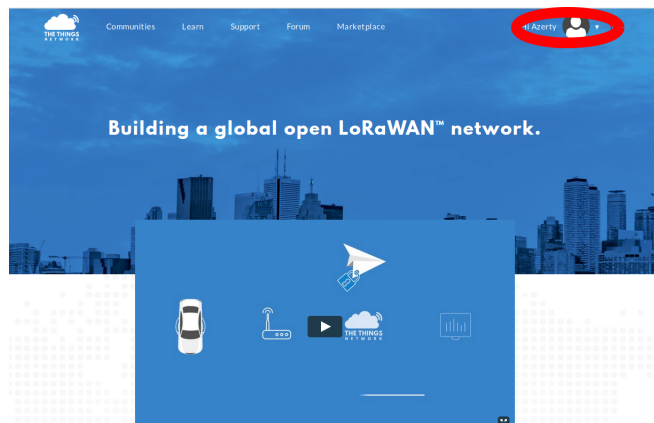 THE THINGS
NETWORK
Communities Learn Support Forum Marketplace
Hi Azerty
Building a global open LoRaWAN™ network.
THE THINGS
NETWORK